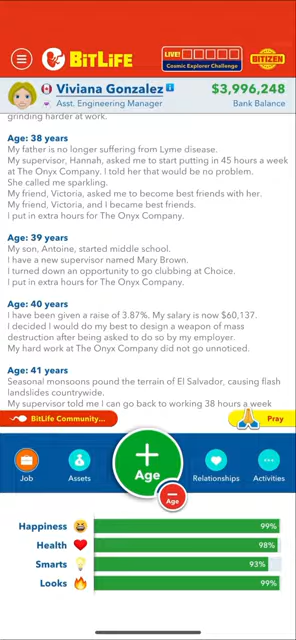 BitLife
LIVE!
Cosmic Explorer Challenge
BITIZEN
Viviana Gonzalez i
$3,996,248
Asst. Engineering Manager
Bank Balance
grinding harder at work.
Age: 38 years
My father is no longer suffering from Lyme disease.
My supervisor, Hannah, asked me to start putting in 45 hours a week
at The Onyx Company. I told her that would be no problem.
She called me sparkling.
My friend, Victoria, asked me to become best friends with her.
My friend, Victoria, and I became best friends.
I put in extra hours for The Onyx Company.
Age: 39 years
My son, Antoine, started middle school.
I have a new supervisor named Mary Brown.
I turned down an opportunity to go clubbing at Choice.
I put in extra hours for The Onyx Company.
Age: 40 years
I have been given a raise of 3.87%. My salary is now $60,137.
I decided I would do my best to design a weapon of mass
destruction after being asked to do so by my employer.
My hard work at The Onyx Company did not go unnoticed.
Age: 41 years
Seasonal monsoons pound the terrain of El Salvador, causing flash
landslides countrywide.
My supervisor told me I can go back to working 38 hours a week
BitLife Community...
Pray
Job
Assets
Age
Age
Relationships
Activities
Happiness 99%
Health 98%
Smarts 93%
Looks 99%